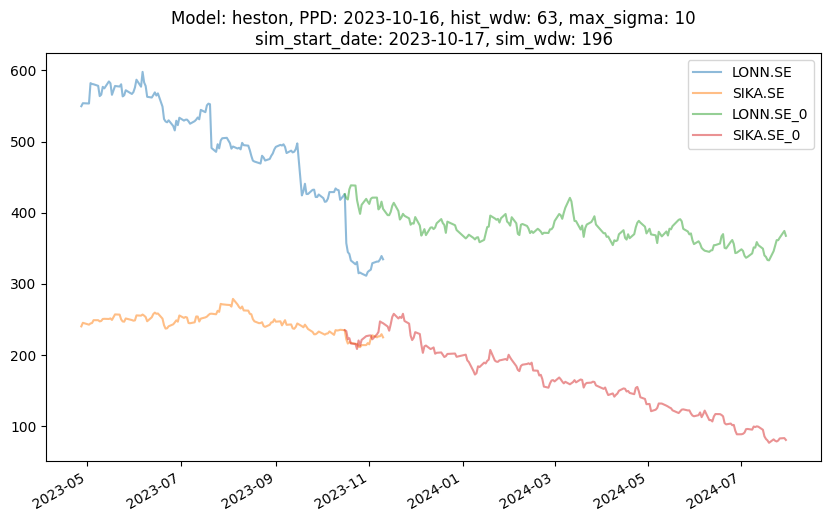 Model: heston, PPD: 2023-10-16, hist_wdw: 63, max_sigma: 10
sim_start_date: 2023-10-17, sim_wdw: 196
LONN.SE
SIKA.SE
LONN.SE_0
SIKA.SE_0
600
500
400
300
200
100
2023-05
2023-07
2023-09
2023-11
2024-01
2024-03
2024-05
2024-07